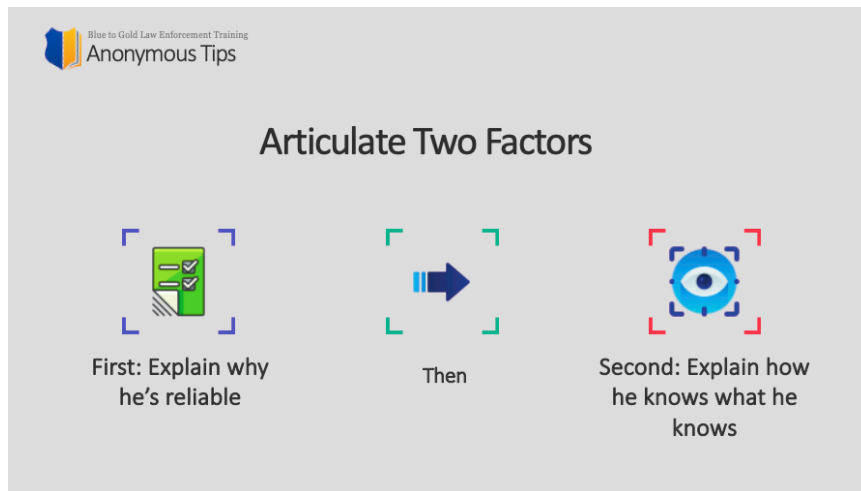 Blue to Gold Law Enforcement Training
Anonymous Tips
Articulate Two Factors
First: Explain why
he's reliable
Then
Second: Explain how
he knows what he
knows